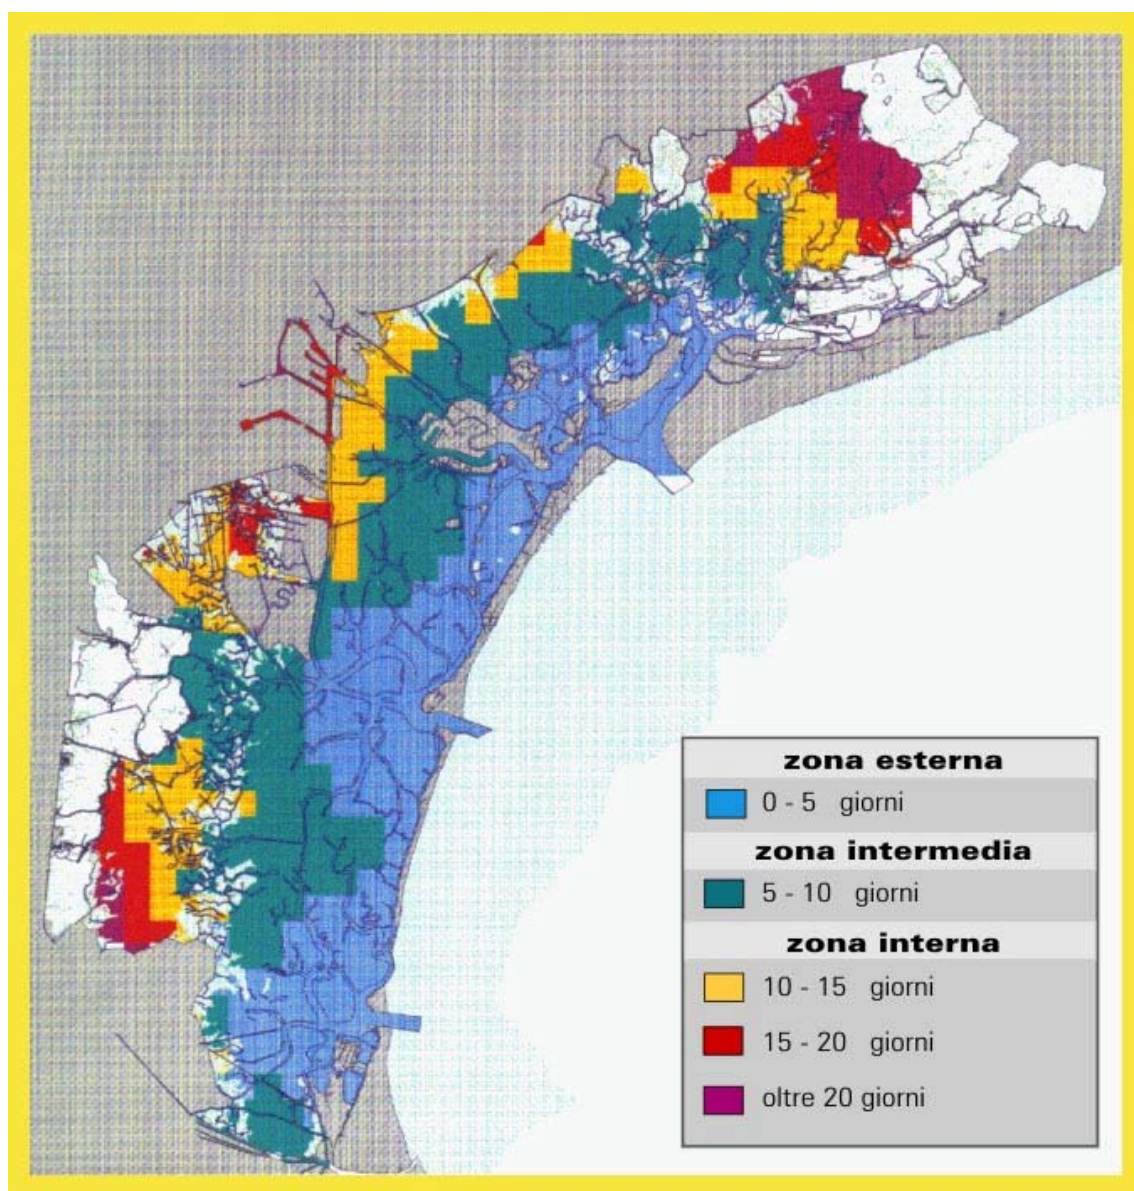 zona esterna
0 - 5 giorni
zona intermedia
5 - 10 giorni
zona interna
10 - 15 giorni
15 - 20 giorni
oltre 20 giorni